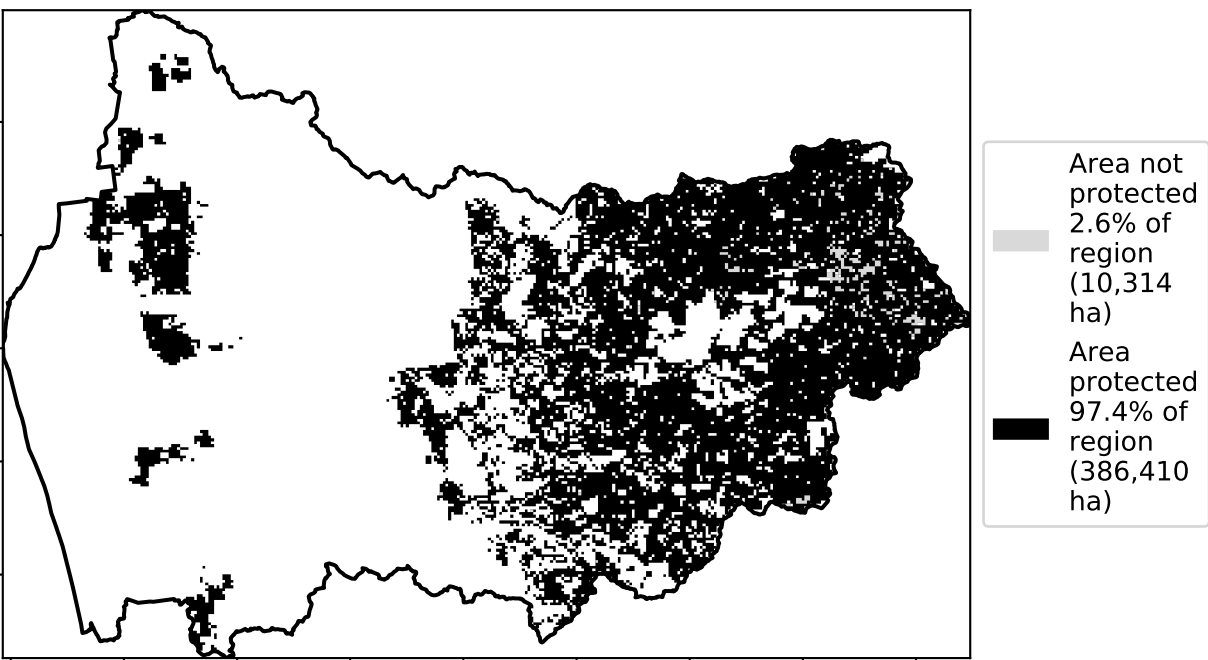 Area not
protected
2.6% of
region
(10,314
ha)
Area
protected
97.4% of
region
(386,410
ha)